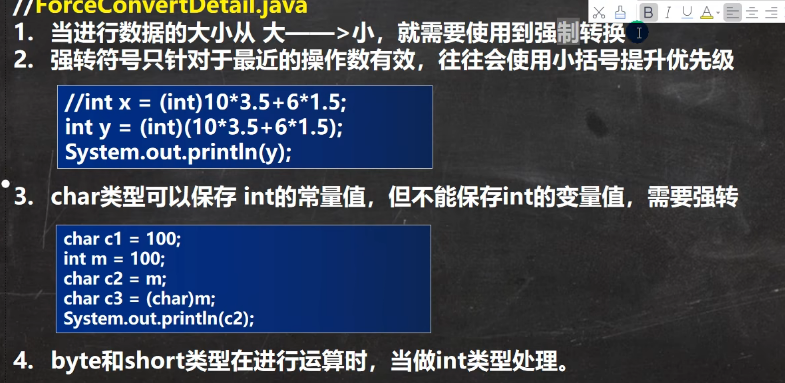 //ForceConvertDetail.java
1. 当进行数据的大小从 大——>小，就需要使用到强制转换
2. 强转符号只针对于最近的操作数有效，往往会使用小括号提升优先级
//int x = (int)10*3.5+6*1.5;
int y = (int)(10*3.5+6*1.5);
System.out.println(y);
3. char类型可以保存 int的常量值，但不能保存int的变量值，需要强转
char c1 = 100;
int m = 100;
char c2 = m;
char c3 = (char)m;
System.out.println(c2);
4. byte和short类型在进行运算时，当做int类型处理。